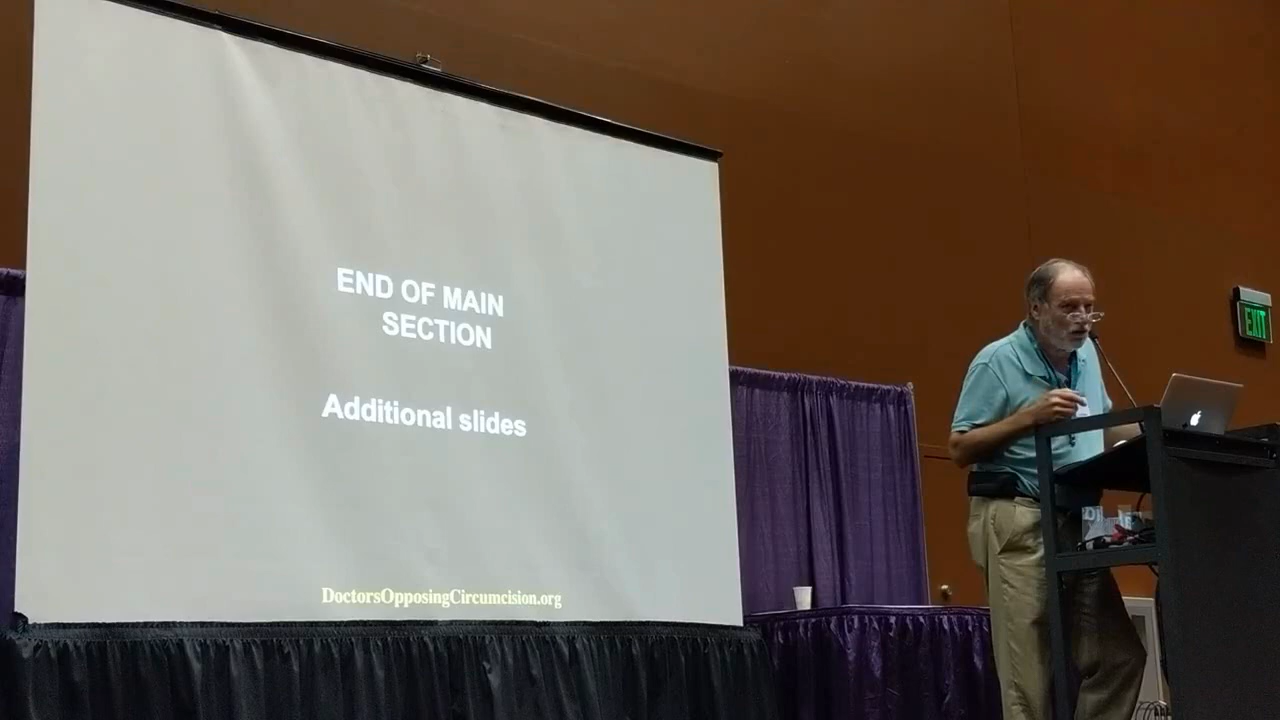 END OF MAIN
SECTION
Additional slides
DoctorsOpposingCircumcision.org
EXIT